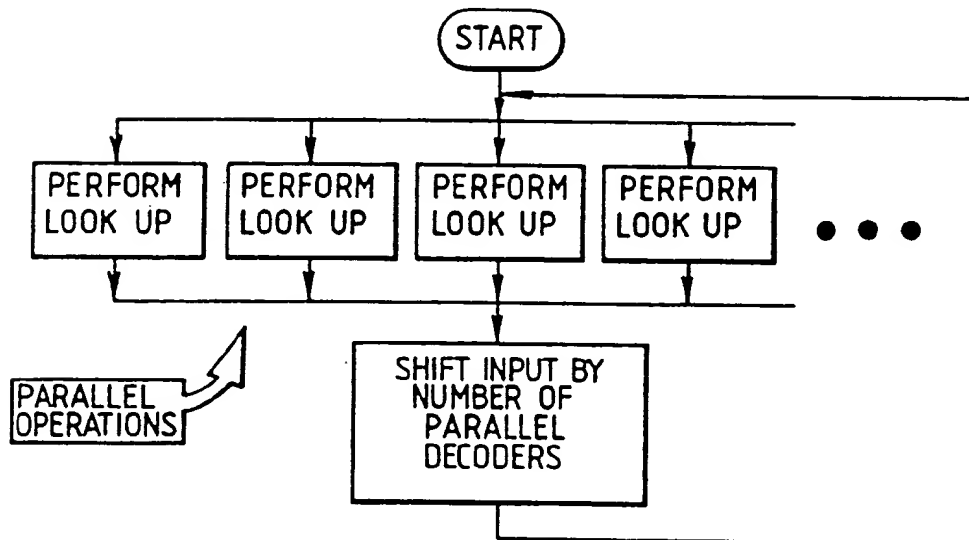 START
PERFORM
LOOK UP
PERFORM
LOOK UP
PERFORM
LOOK UP
PERFORM
LOOK UP
SHIFT INPUT BY
NUMBER OF
PARALLEL
DECODERS
PARALLEL
OPERATIONS